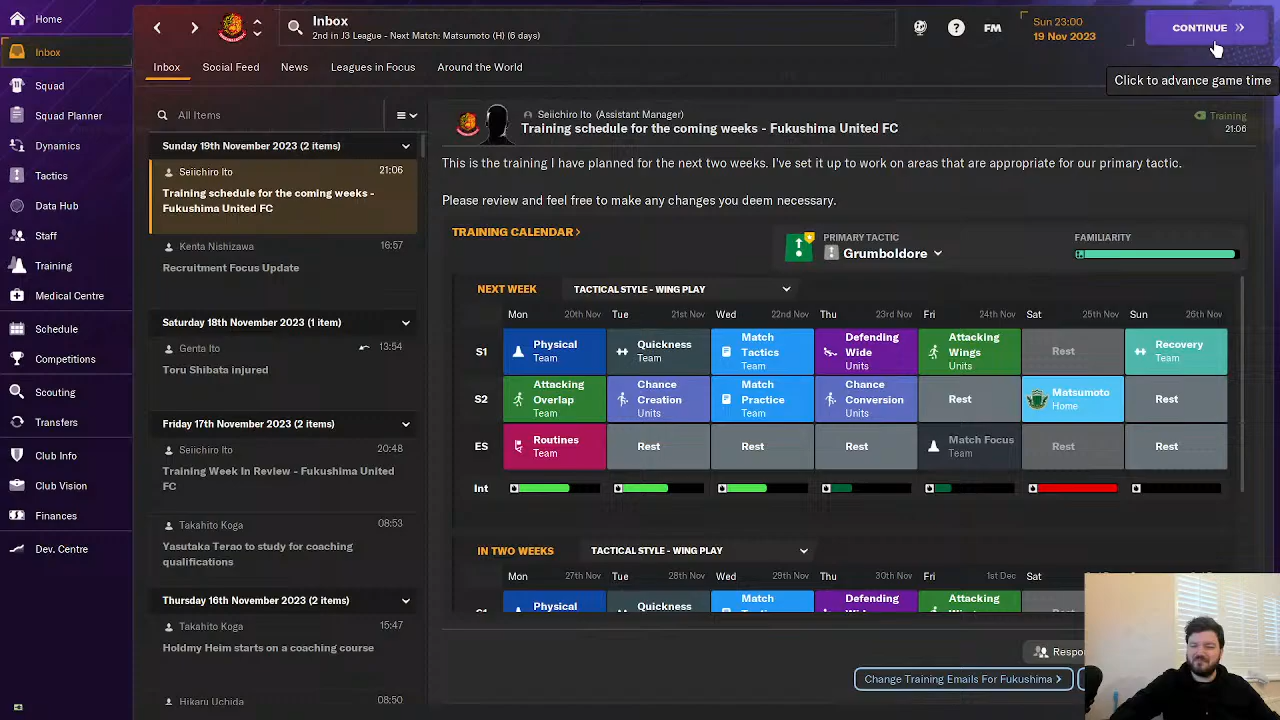 Home
Inbox
Squad
Squad Planner
Dynamics
Tactics
Data Hub
Staff
Training
Medical Centre
Schedule
Competitions
Scouting
Transfers
Club Info
Club Vision
Finances
Dev. Centre
Inbox
2nd in J3 League - Next Match: Matsumoto (H) (6 days)
FM
Sun 23:00
19 Nov 2023
CONTINUE
Click to advance game time
Inbox Social Feed News Leagues in Focus Around the World
All Items
Sunday 19th November 2023 (2 items)
Seiichiro Ito 21:06
Training schedule for the coming weeks -
Fukushima United FC
Kenta Nishizawa 16:57
Recruitment Focus Update
Saturday 18th November 2023 (1 item)
Genta Ito 13:54
Toru Shibata injured
Friday 17th November 2023 (2 items)
Seiichiro Ito 20:48
Training Week In Review - Fukushima United
FC
Takahito Koga 08:53
Yasutaka Terao to study for coaching
qualifications
Thursday 16th November 2023 (2 items)
Takahito Koga 15:47
Holdmy Heim starts on a coaching course
Hikaru Uchida 08:50
Seiichiro Ito (Assistant Manager)
Training schedule for the coming weeks - Fukushima United FC
Training
21:06
This is the training I have planned for the next two weeks. I've set it up to work on areas that are appropriate for our primary tactic.
Please review and feel free to make any changes you deem necessary.
TRAINING CALENDAR >
PRIMARY TACTIC
Grumboldore
FAMILIARITY
NEXT WEEK TACTICAL STYLE - WING PLAY
Mon 20th Nov Tue 21st Nov Wed 22nd Nov Thu 23rd Nov Fri 24th Nov Sat 25th Nov Sun 26th Nov
S1
Physical
Team
Quickness
Team
Match
Tactics
Team
Defending
Wide
Units
Attacking
Wings
Units
Rest
Recovery
Team
S2
Attacking
Overlap
Team
Chance
Creation
Units
Match
Practice
Team
Chance
Conversion
Units
Rest
Matsumoto
Home
Rest
ES
Routines
Team
Rest
Rest
Rest
Match Focus
Team
Rest
Rest
Int
IN TWO WEEKS TACTICAL STYLE - WING PLAY
Mon 27th Nov Tue 28th Nov Wed 29th Nov Thu 30th Nov Fri 1st Dec Sat
Physical
Quickness
Defending
Attacking
Change Training Emails For Fukushima >